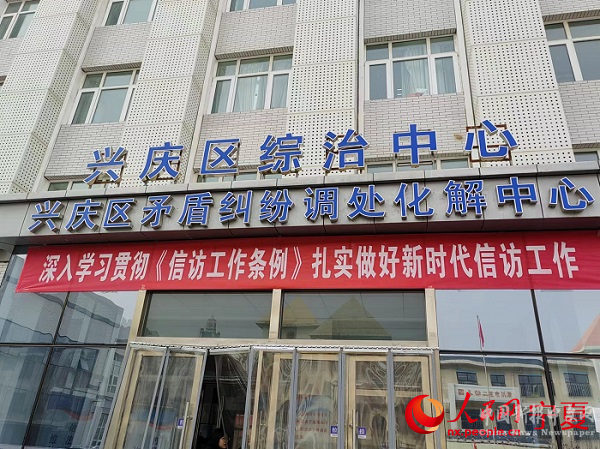 兴庆区综治中心
兴庆区矛盾纠纷调处化解中心
深入学习贯彻《信访工作条例》扎实做好新时代信访工作
人民网 宁夏